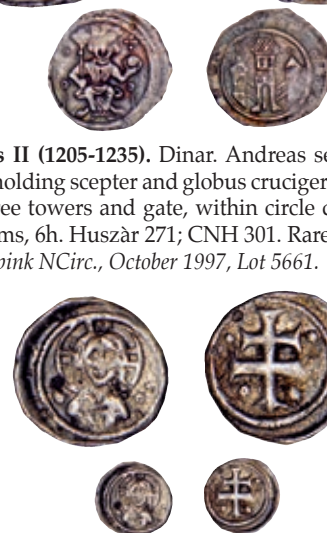 s II (1205-1235). Dinar. Andreas se
holding scepter and globus cruciger
ree towers and gate, within circle
ms, 6h. Huszàr 271; CNH 301. Rare
pink NCirc., October 1997, Lot 5661.